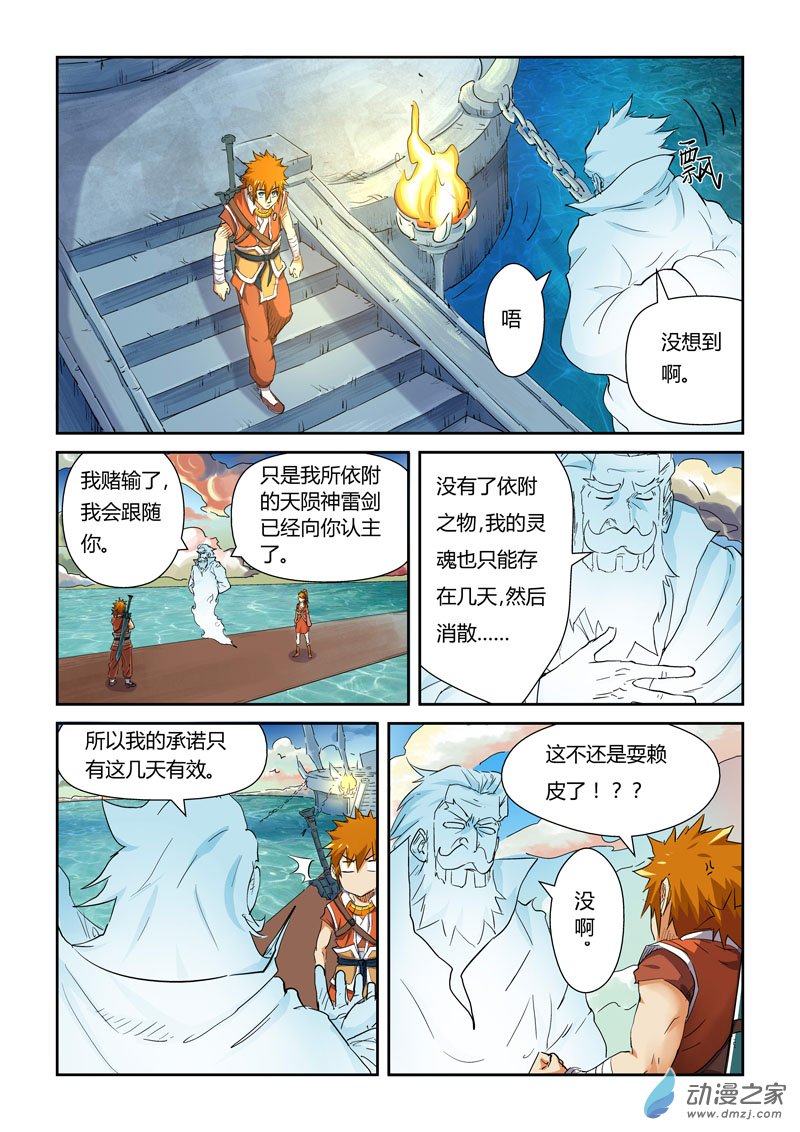 飘
唔
没想到
啊。
我赌输了，
我会跟随
你。
只是我所依附
的天陨神雷剑
已经向你认主
了。
没有了依附
之物，我的灵
魂也只能存
在几天，然后
消散……
所以我的承诺只
有这几天有效。
这不还是耍赖
皮了！？？
没啊。
动漫之家
www.dmzj.com